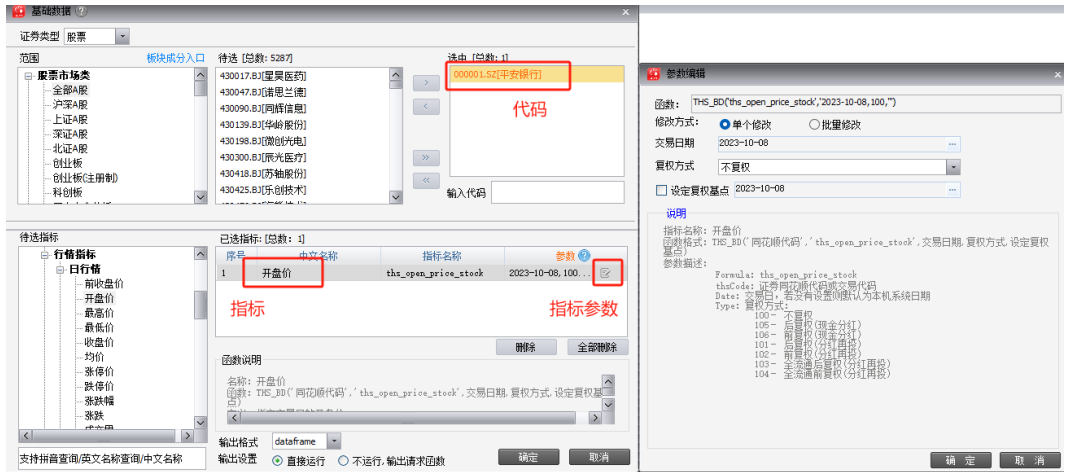 基础数据
证券类型 股票
范围 板块成分入口
股票市场类
全部A股
沪深A股
上证A股
深证A股
北证A股
创业板
创业板(注册制)
科创板
待选 [总数: 5287]
430017.BJ[星昊医药]
430047.BJ[诺思兰德]
430090.BJ[同辉信息]
430139.BJ[华岭股份]
430198.BJ[微创光电]
430300.BJ[辰光医疗]
430418.BJ[苏轴股份]
430425.BJ[乐创技术]
>
<
>>
<<
选中 [总数: 1]
000001.SZ[平安银行]
代码
输入代码
待选指标
行情指标
日行情
前收盘价
开盘价
最高价
最低价
收盘价
均价
涨停价
跌停价
涨跌幅
涨跌
成交量
支持拼音查询/英文名称查询/中文名称
已选指标: [总数: 1]
序号 中文名称 指标名称 参数
1 开盘价 ths_open_price_stock 2023-10-08,100...
指标 指标参数
删除 全部删除
函数说明
名称: 开盘价
函数: THS_BD('同花顺代码','ths_open_price_stock',交易日期,复权方式,设定复权基
点)
输出格式 dataframe
输出设置 直接运行 不运行,输出请求函数
确定 取消
参数编辑
函数: THS_BD('ths_open_price_stock','2023-10-08,100,'')
修改方式: 单个修改 批量修改
交易日期 2023-10-08
复权方式 不复权
设定复权基点 2023-10-08
说明
指标名称: 开盘价
函数格式: THS_BD('同花顺代码','ths_open_price_stock',交易日期,复权方式,设定复权
基点)
参数描述:
Formula: ths_open_price_stock
thsCode: 证券同花顺代码或交易代码
Date: 交易日, 若没有设置则默认为本机系统日期
Type: 复权方式:
100- 不复权
105- 后复权(现金分红)
106- 前复权(现金分红)
101- 后复权(分红再投)
102- 前复权(分红再投)
103- 全流通后复权(分红再投)
104- 全流通前复权(分红再投)
确 定 取 消